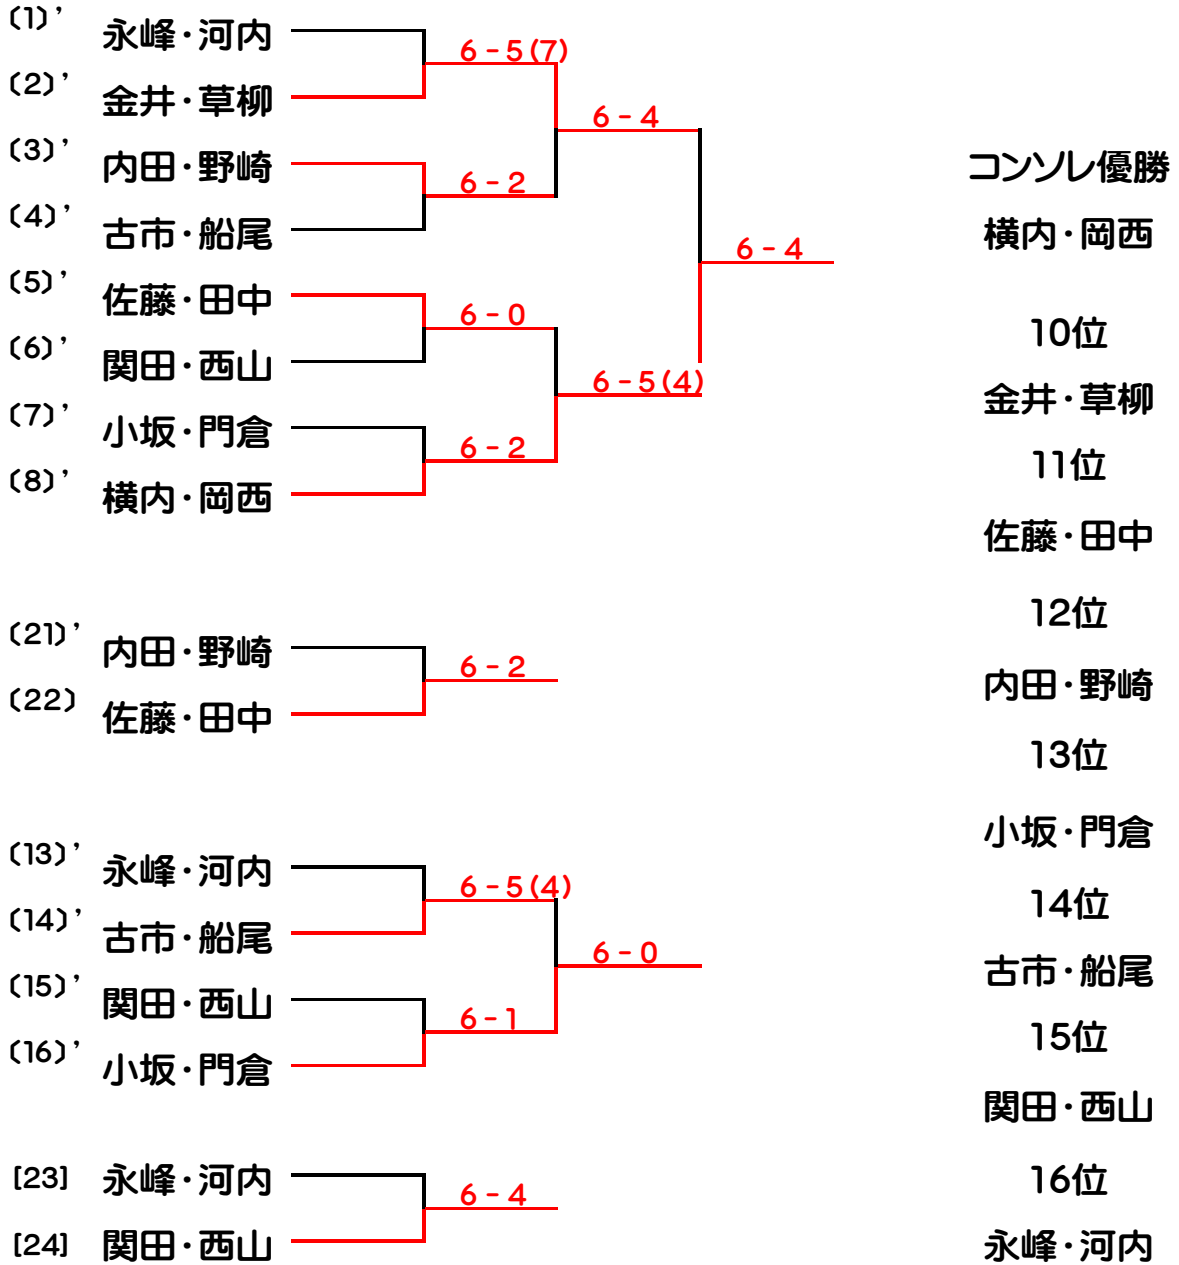 (1)’ 永峰・河内
6-5(7)
(2)’ 金井・草柳
6-4
(3)’ 内田・野崎
6-2
(4)’ 古市・船尾
6-4
(5)’ 佐藤・田中
6-0
(6)’ 関田・西山
6-5(4)
(7)’ 小坂・門倉
6-2
(8)’ 横内・岡西
(21)’ 内田・野崎
6-2
(22) 佐藤・田中
(13)’ 永峰・河内
6-5(4)
(14)’ 古市・船尾
6-0
(15)’ 関田・西山
6-1
(16)’ 小坂・門倉
[23] 永峰・河内
6-4
[24] 関田・西山
コンソレ優勝
横内・岡西
10位
金井・草柳
11位
佐藤・田中
12位
内田・野崎
13位
小坂・門倉
14位
古市・船尾
15位
関田・西山
16位
永峰・河内